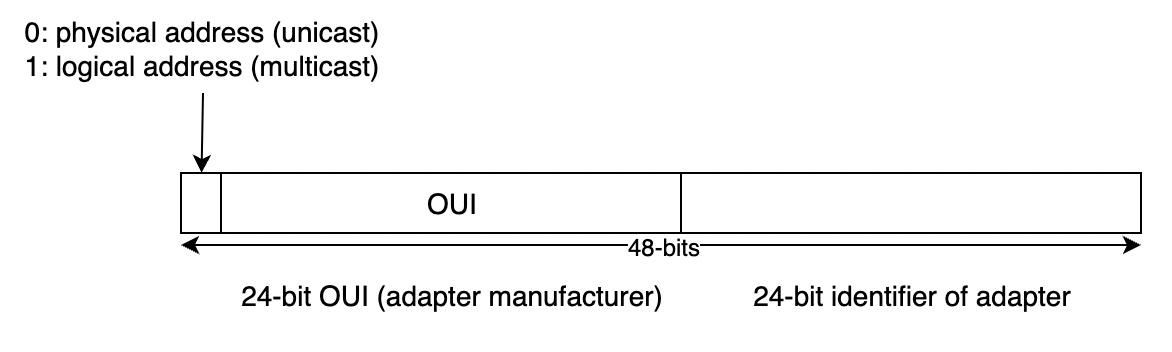 0: physical address (unicast)
1: logical address (multicast)
OUI
48-bits
24-bit OUI (adapter manufacturer)
24-bit identifier of adapter